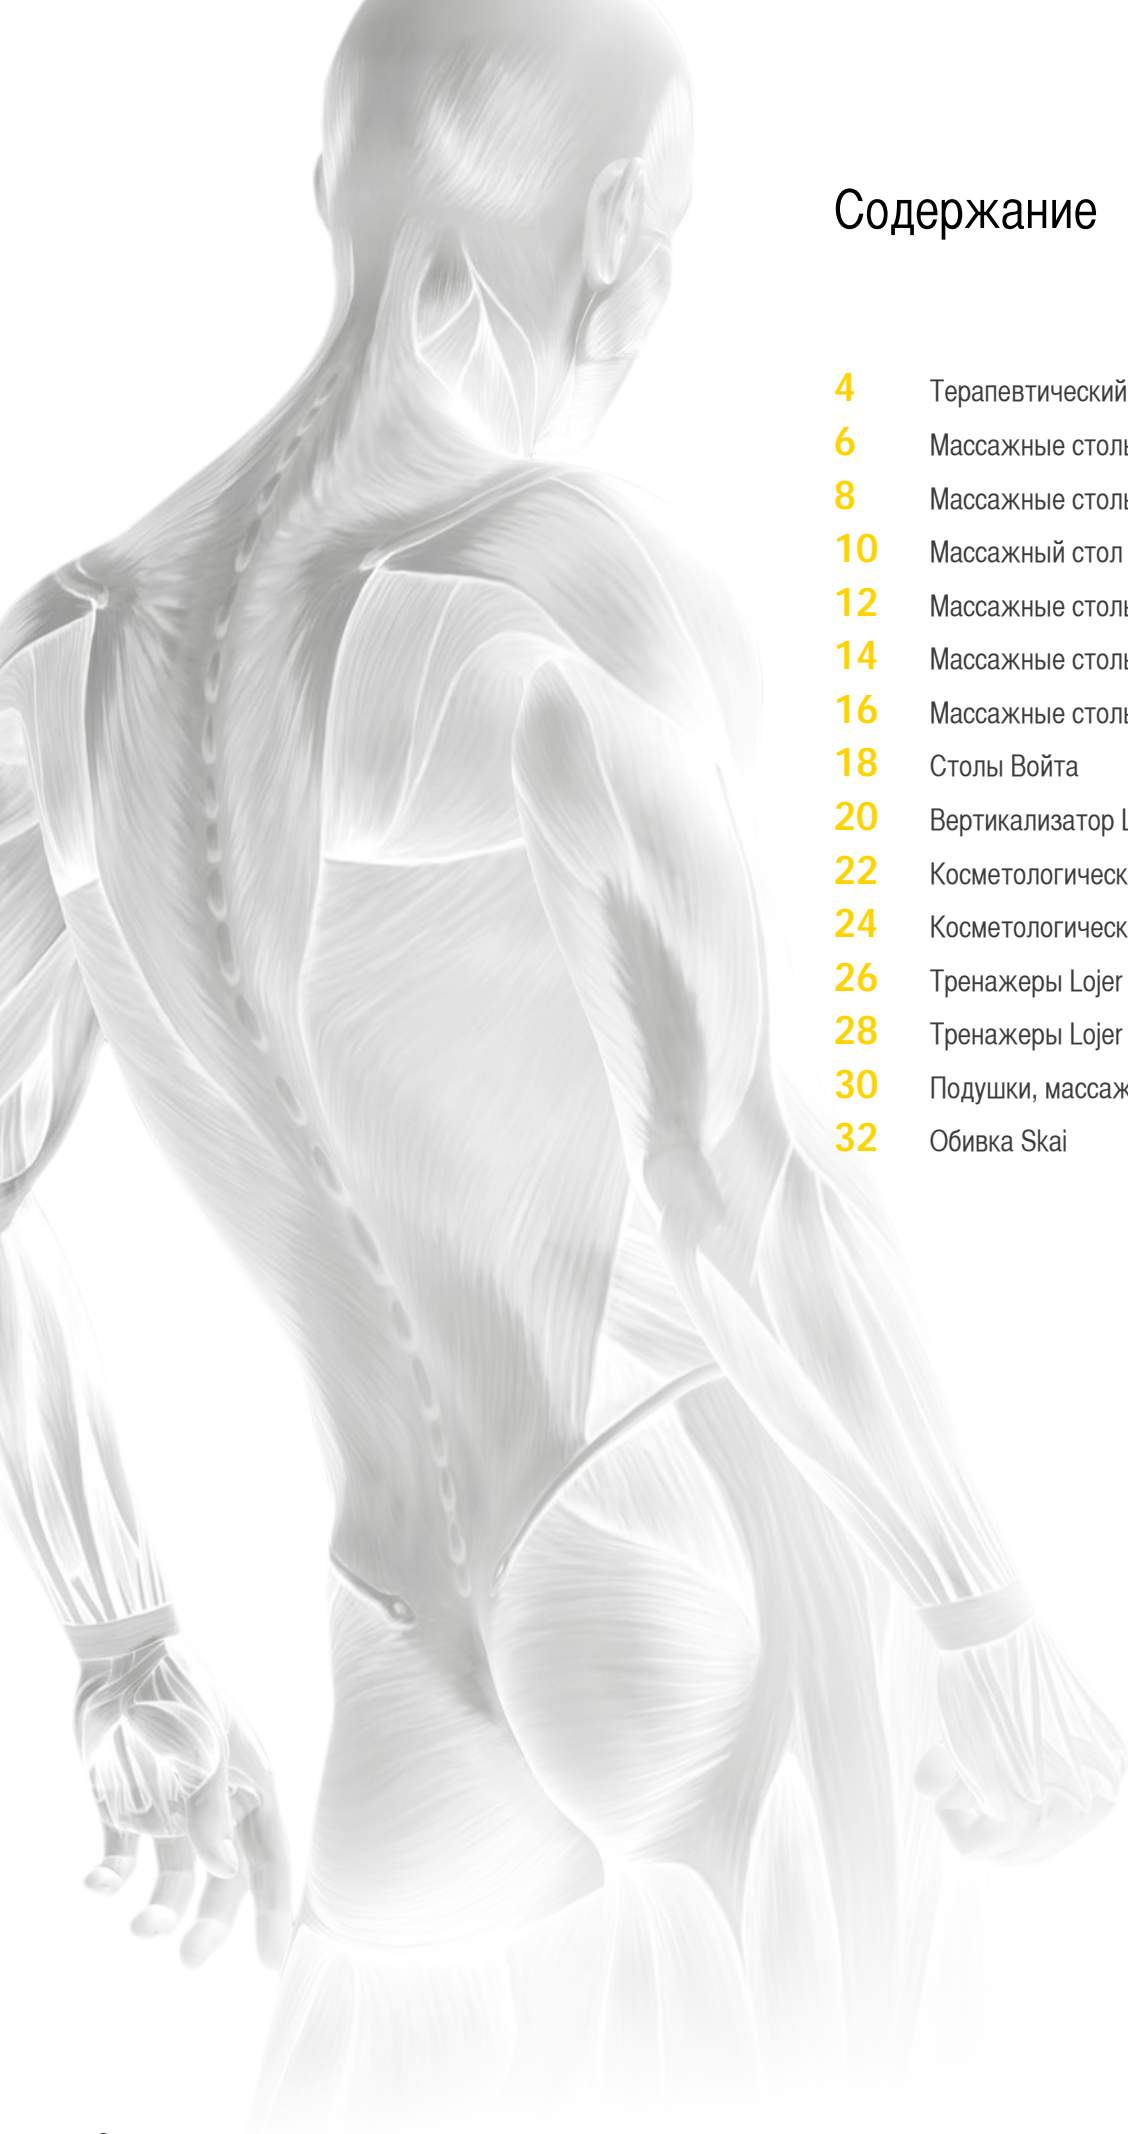 Содержание
4 Терапевтический
6 Массажные столы
8 Массажные столы
10 Массажный стол
12 Массажные столы
14 Массажные столы
16 Массажные столы
18 Столы Войта
20 Вертикализатор L
22 Косметологическ
24 Косметологическ
26 Тренажеры Lojer
28 Тренажеры Lojer
30 Подушки, массаж
32 Обивка Skai